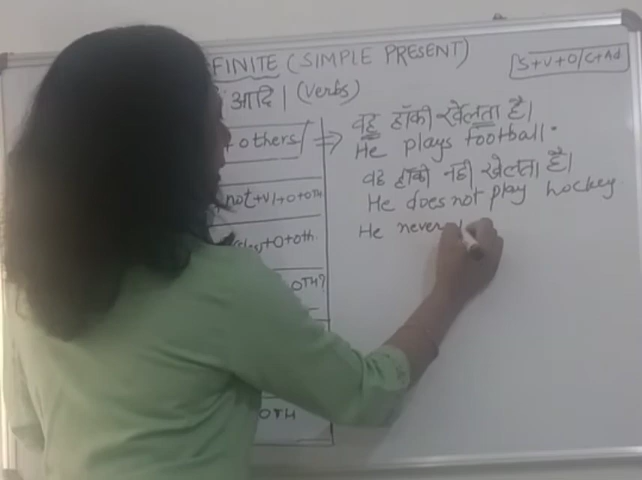 FINITE (SIMPLE PRESENT)
S+V+O/C+Ad
आदि | (Verbs)
+ others/ ⇒
वह हॉकी खेलता है।
He plays football.
वह हॉकी नही खेलता है।
not+V1+O+OTH
He does not play hockey
He never
+O+Oth.
OTH?
OTH